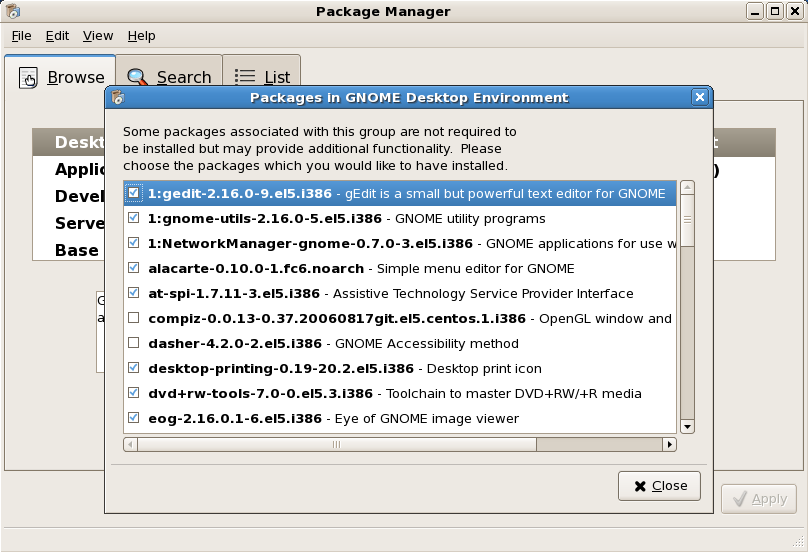 Package Manager
File Edit View Help
Browse Search List
Packages in GNOME Desktop Environment
Some packages associated with this group are not required to
be installed but may provide additional functionality. Please
choose the packages which you would like to have installed.
1:gedit-2.16.0-9.el5.i386 - gEdit is a small but powerful text editor for GNOME
1:gnome-utils-2.16.0-5.el5.i386 - GNOME utility programs
1:NetworkManager-gnome-0.7.0-3.el5.i386 - GNOME applications for use w
alacarte-0.10.0-1.fc6.noarch - Simple menu editor for GNOME
at-spi-1.7.11-3.el5.i386 - Assistive Technology Service Provider Interface
compiz-0.0.13-0.37.20060817git.el5.centos.1.i386 - OpenGL window and
dasher-4.2.0-2.el5.i386 - GNOME Accessibility method
desktop-printing-0.19-20.2.el5.i386 - Desktop print icon
dvd+rw-tools-7.0-0.el5.3.i386 - Toolchain to master DVD+RW/+R media
eog-2.16.0.1-6.el5.i386 - Eye of GNOME image viewer
Close
Deskt
Applic
Devel
Serve
Base
Apply